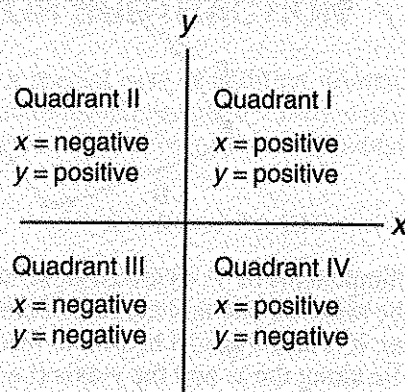 y
Quadrant II
x = negative
y = positive
Quadrant I
x = positive
y = positive
x
Quadrant III
x = negative
y = negative
Quadrant IV
x = positive
y = negative